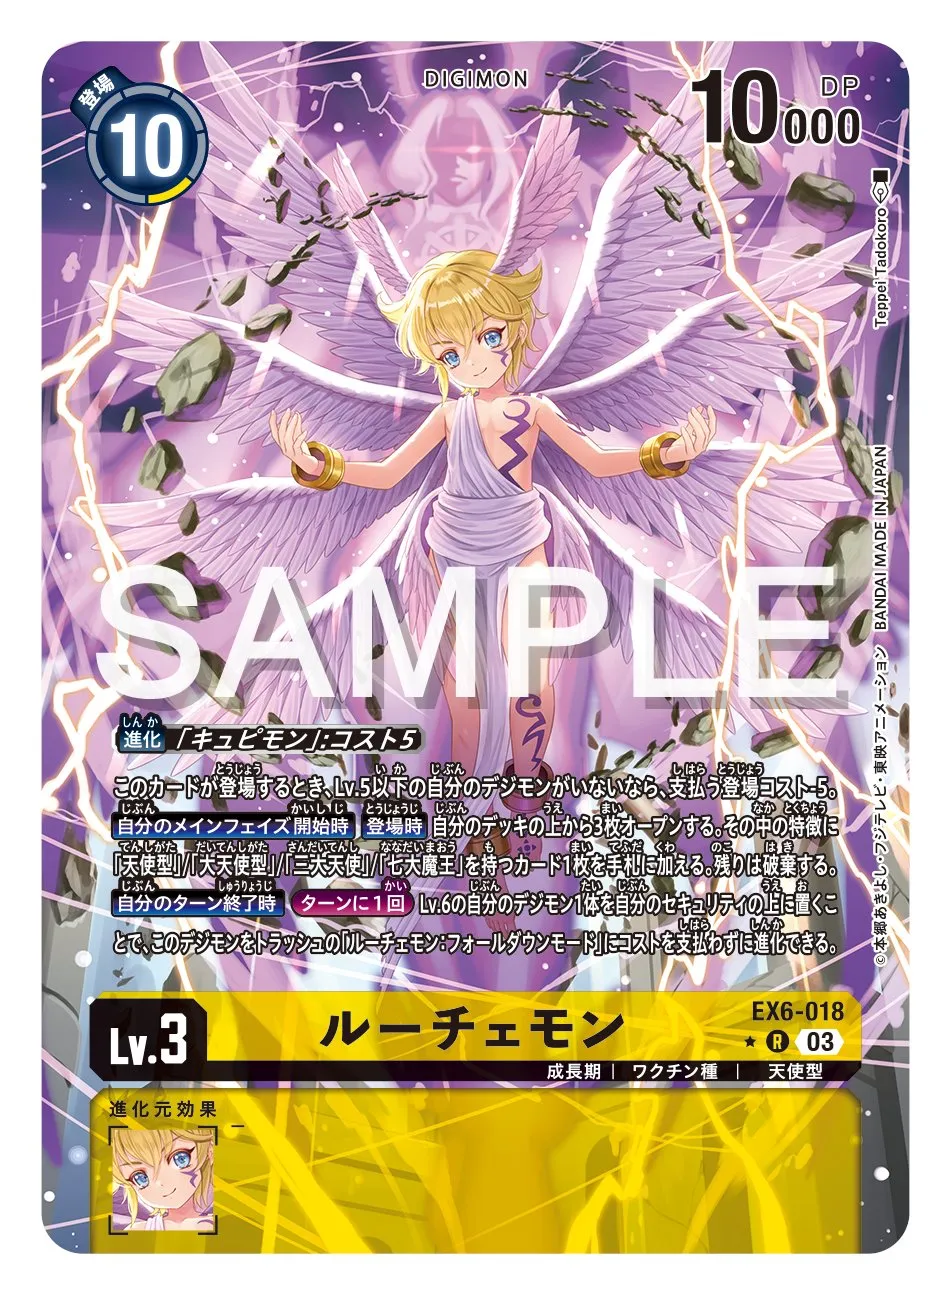 登場
10
DIGIMON
10000
DP
Teppei Tadokoro
BANDAI MADE IN JAPAN
©本郷あきよし・フジテレビ・東映アニメーション
SAMPLE
進化 「キュピモン」:コスト5
このカードが登場するとき、Lv.5以下の自分のデジモンがいないなら、支払う登場コスト-5。
自分のメインフェイズ開始時 登場時 自分のデッキの上から3枚オープンする。その中の特徴に
「天使型」/「大天使型」/「三大天使」/「七大魔王」を持つカード1枚を手札に加える。残りは破棄する。
自分のターン終了時 ターンに1回 Lv.6の自分のデジモン1体を自分のセキュリティの上に置くこ
とで、このデジモンをトラッシュの「ルーチェモン:フォールダウンモード」にコストを支払わずに進化できる。
Lv.3
ルーチェモン
EX6-018
R 03
成長期 | ワクチン種 | 天使型
進化元効果
ー